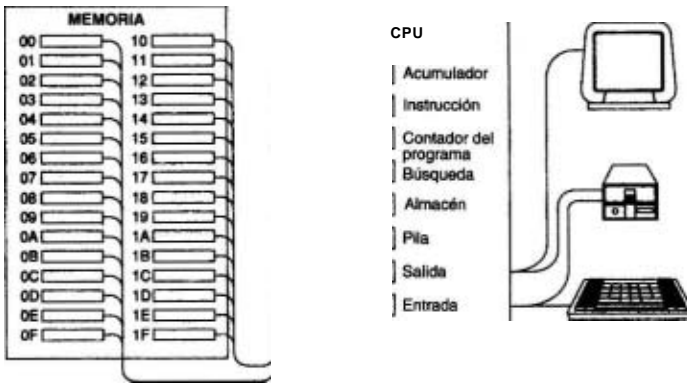 MEMORIA
00 10
01 11
02 12
03 13
04 14
05 15
06 16
07 17
08 18
09 19
0A 1A
0B 1B
0C 1C
0D 1D
0E 1E
0F 1F
CPU
Acumulador
Instrucción
Contador del
programa
Búsqueda
Almacén
Pila
Salida
Entrada